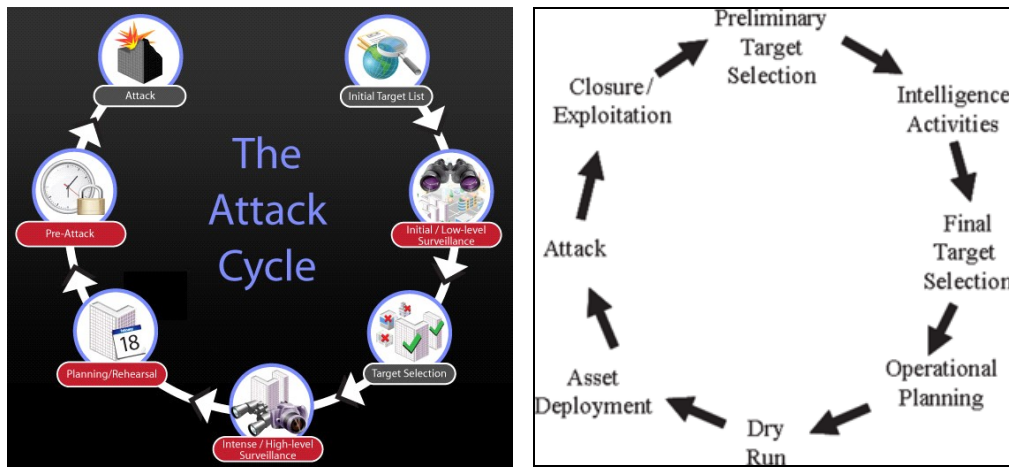 The
Attack
Cycle
Initial Target List
Initial / Low-level
Surveillance
Target Selection
Intense / High-level
Surveillance
Planning/Rehearsal
18
Pre-Attack
Attack
Preliminary
Target
Selection
Intelligence
Activities
Final
Target
Selection
Operational
Planning
Dry
Run
Asset
Deployment
Attack
Closure/
Exploitation